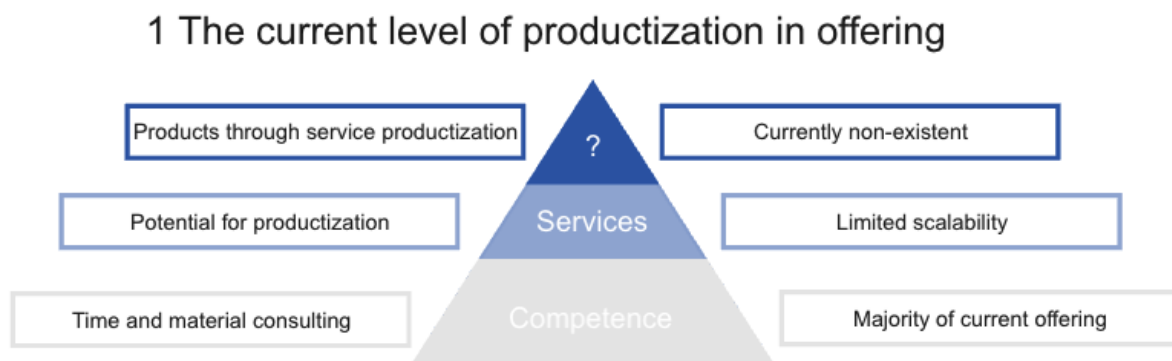 1 The current level of productization in offering
Products through service productization
?
Currently non-existent
Potential for productization
Services
Limited scalability
Time and material consulting
Competence
Majority of current offering